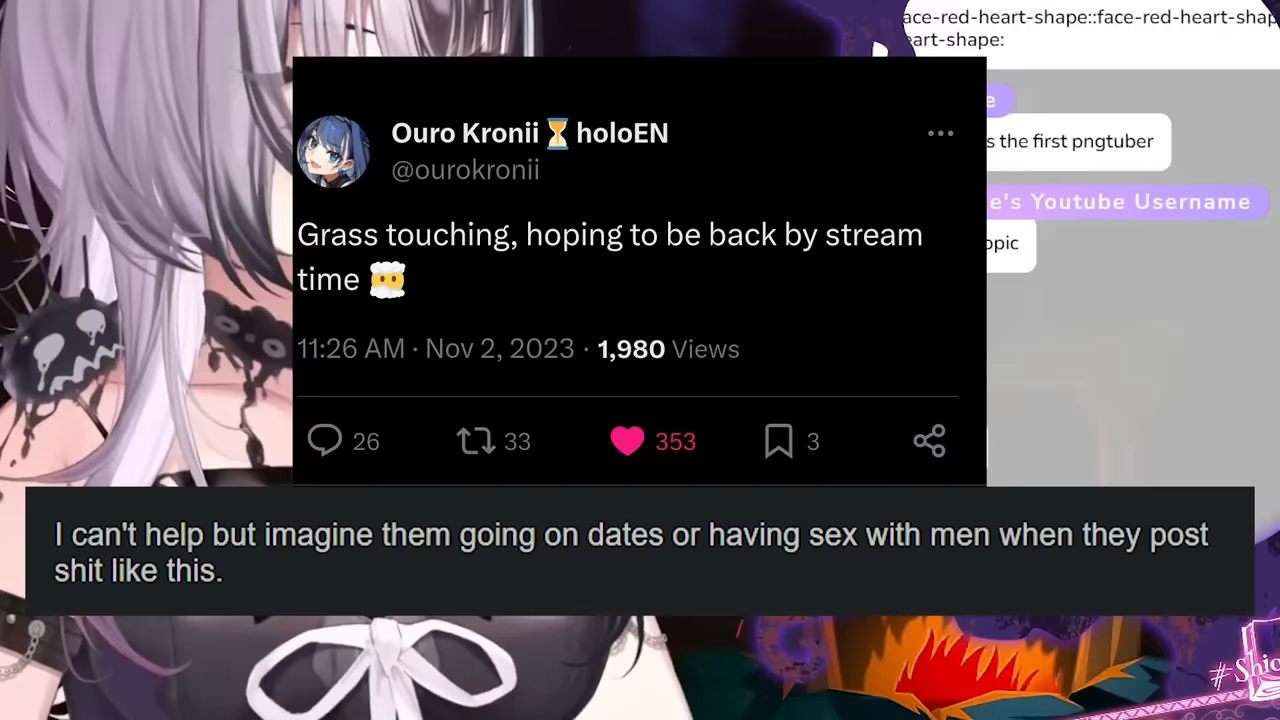 ace-red-heart-shape::face-red-heart-shap
eart-shape:
Ouro Kronii⏳holoEN
@ourokronii
e
s the first pngtuber
e's Youtube Username
opic
Grass touching, hoping to be back by stream
time 😶‍🌫️
11:26 AM · Nov 2, 2023 · 1,980 Views
26 33 353 3
I can't help but imagine them going on dates or having sex with men when they post
shit like this.
#Shio